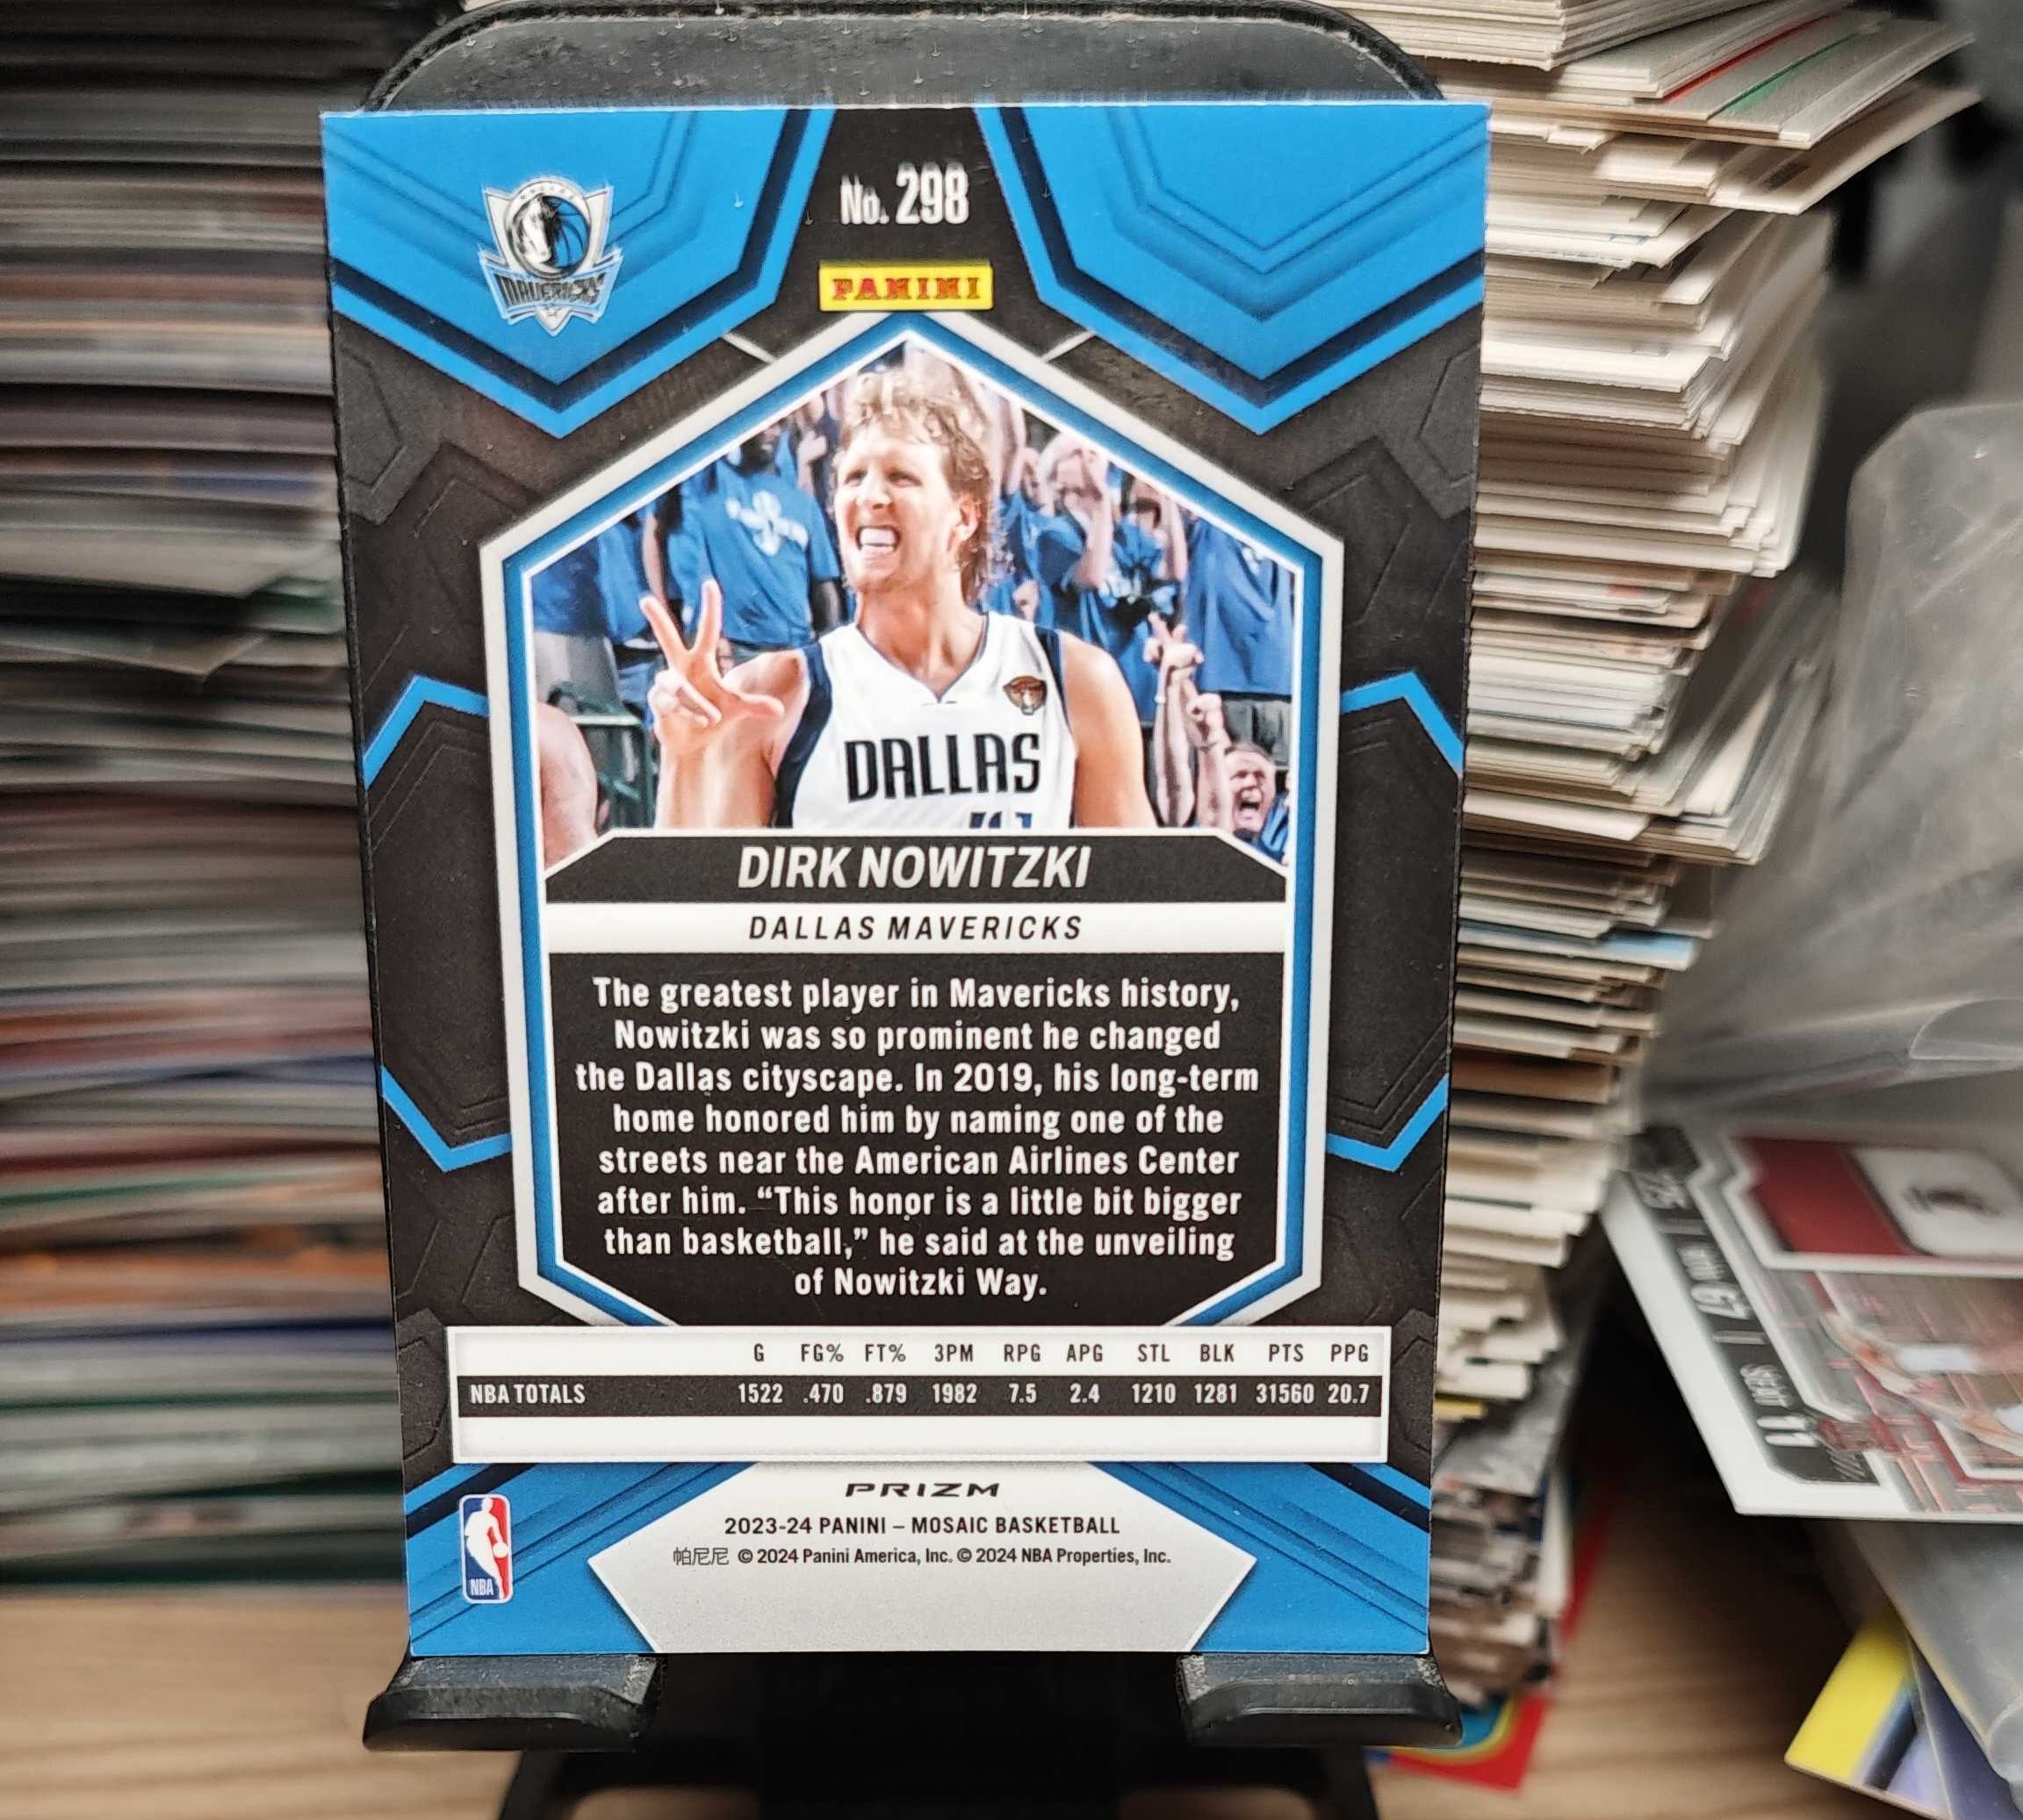 No. 298
MAVERICKS
PANINI
DALLAS
41
DIRK NOWITZKI
DALLAS MAVERICKS
The greatest player in Mavericks history,
Nowitzki was so prominent he changed
the Dallas cityscape. In 2019, his long-term
home honored him by naming one of the
streets near the American Airlines Center
after him. “This honor is a little bit bigger
than basketball,” he said at the unveiling
of Nowitzki Way.
G FG% FT% 3PM RPG APG STL BLK PTS PPG
NBA TOTALS 1522 .470 .879 1982 7.5 2.4 1210 1281 31560 20.7
PRIZM
2023-24 PANINI – MOSAIC BASKETBALL
帕尼尼 © 2024 Panini America, Inc. © 2024 NBA Properties, Inc.
NBA